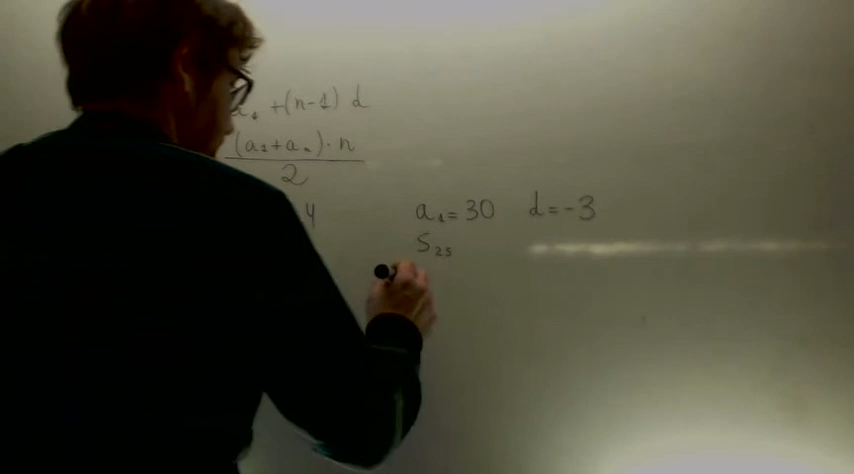 a₁ +(n-1) d
(a₁+aₙ)·n
2
4
a₁=30 d=-3
S₂₅